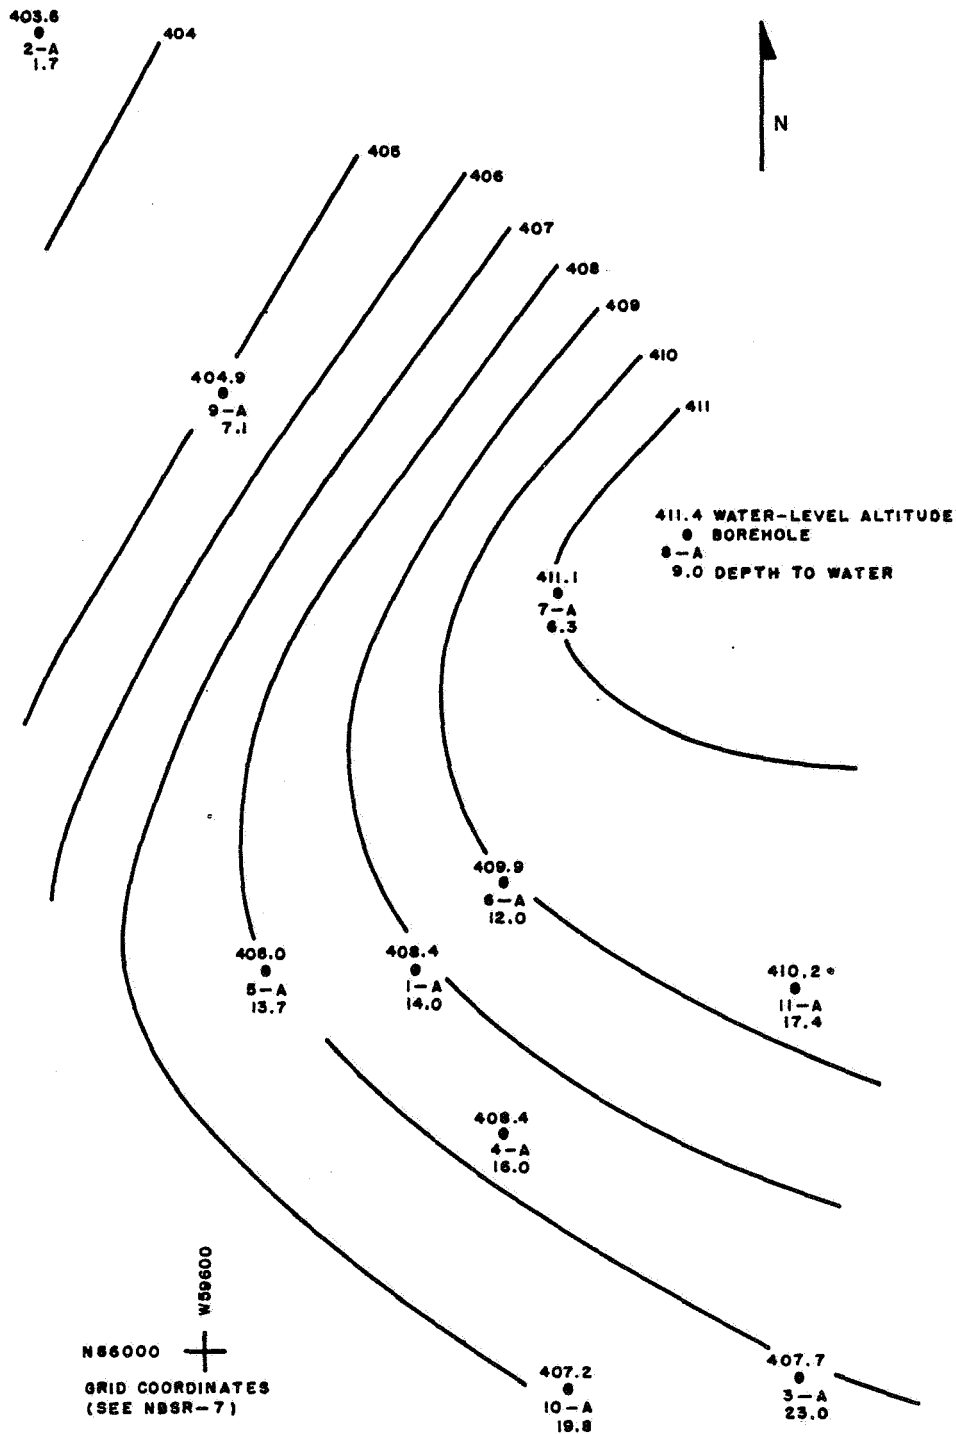 403.6
2-A
1.7
404
N
405
406
407
408
409
410
411
404.9
9-A
7.1
411.4 WATER-LEVEL ALTITUDE
BOREHOLE
8-A
9.0 DEPTH TO WATER
411.1
7-A
6.3
409.9
6-A
12.0
408.0
5-A
13.7
408.4
1-A
14.0
410.2
11-A
17.4
408.4
4-A
16.0
W59600
N56000
GRID COORDINATES
(SEE NBSR-7)
407.2
10-A
19.8
407.7
3-A
23.0